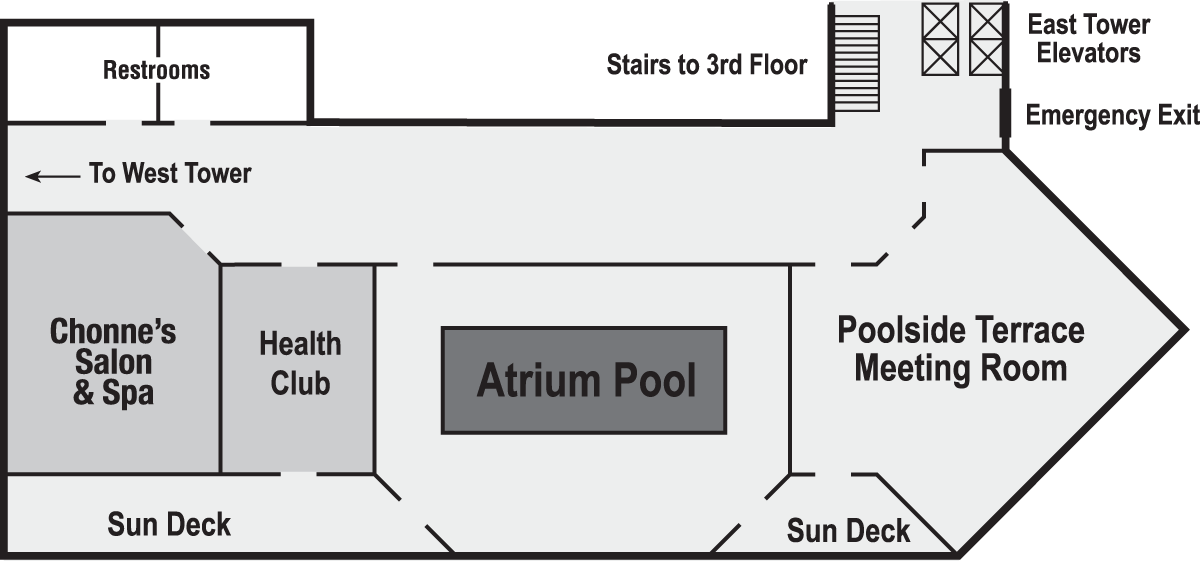 Restrooms
Stairs to 3rd Floor
East Tower
Elevators
Emergency Exit
To West Tower
Chonne's
Salon
& Spa
Health
Club
Atrium Pool
Poolside Terrace
Meeting Room
Sun Deck
Sun Deck